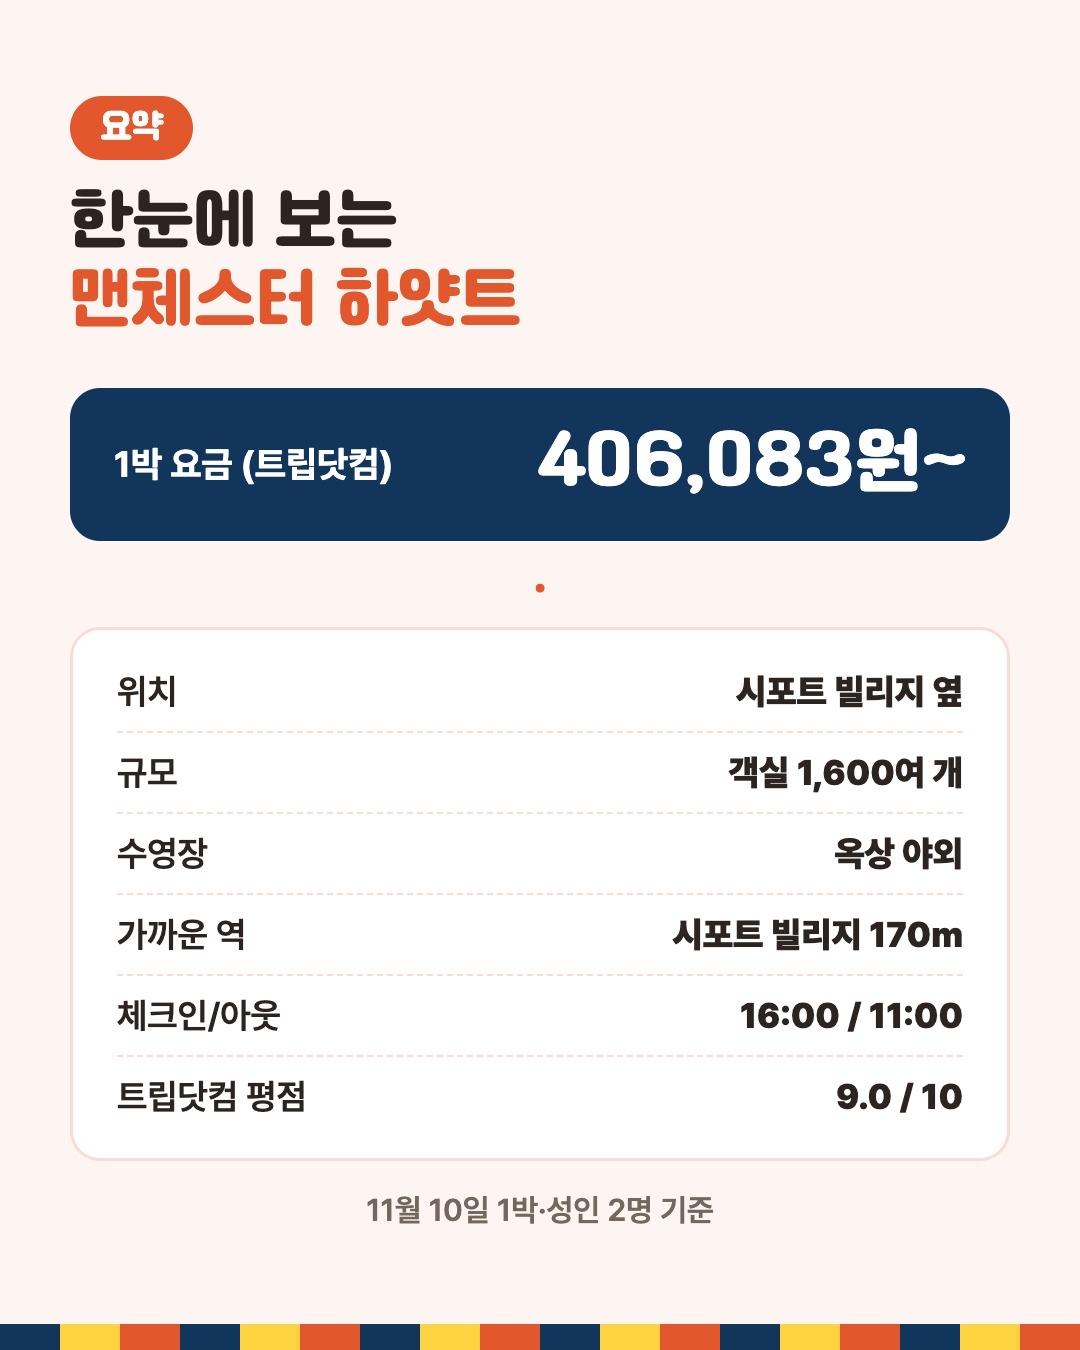 요약
한눈에 보는
맨체스터 하얏트
1박 요금 (트립닷컴) 406,083원~
위치 시포트 빌리지 옆
규모 객실 1,600여 개
수영장 옥상 야외
가까운 역 시포트 빌리지 170m
체크인/아웃 16:00 / 11:00
트립닷컴 평점 9.0 / 10
11월 10일 1박·성인 2명 기준